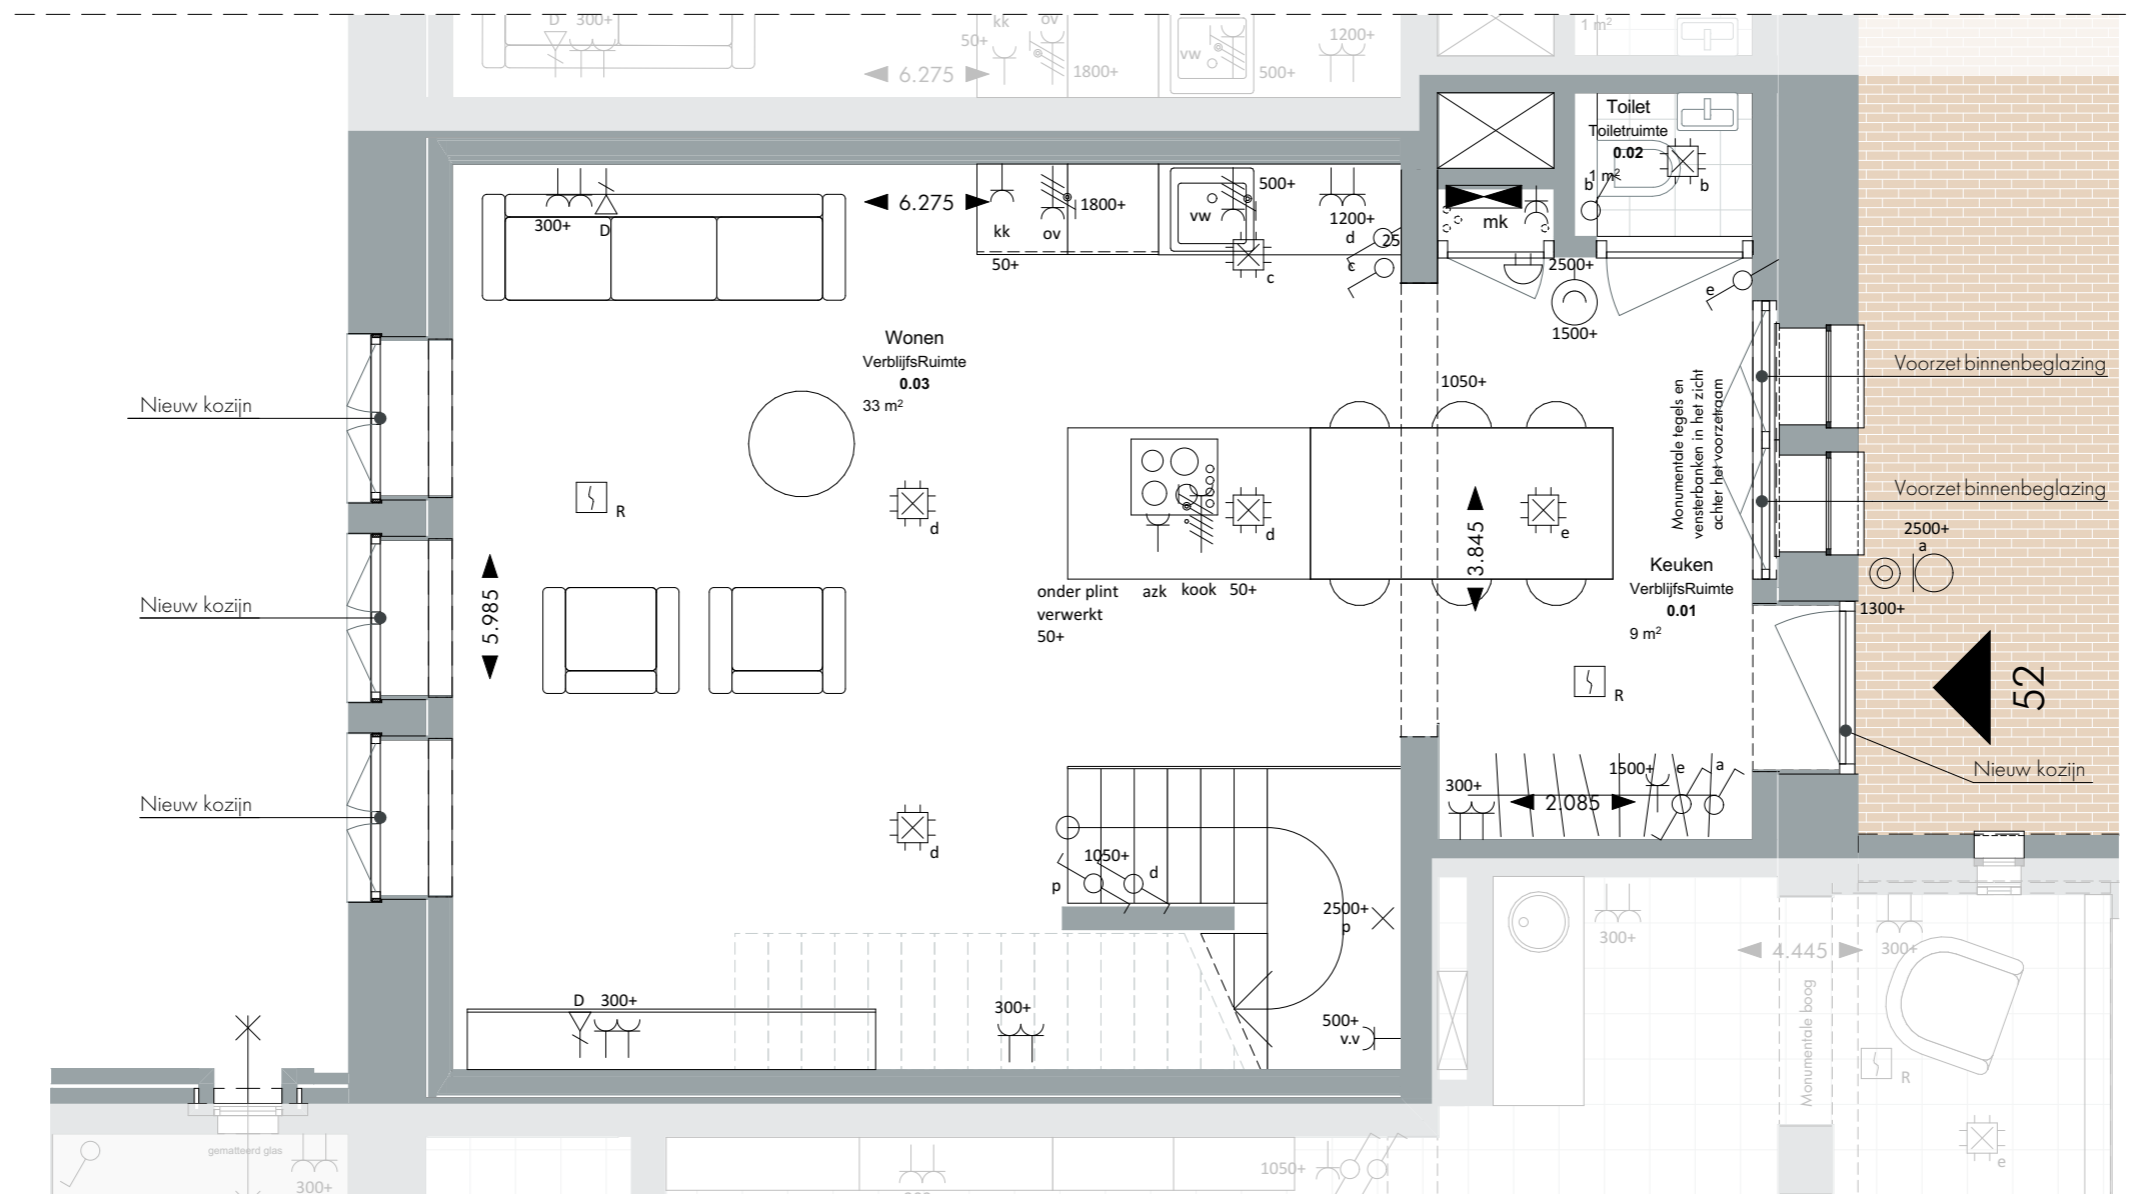 D 300+
kk
ov
50+
6.275
1800+
vw
500+
1200+
1 m²
Toilet
Toiletruimte
0.02
1 m²
b
b
300+
D
6.275
kk
50+
ov
1800+
vw
500+
c
1200+
d
25
c
mk
2500+
1500+
e
Wonen
VerblijfsRuimte
0.03
33 m²
1050+
Monumentale tegels en
vensterbanken in het zicht
achter het voorzetraam
Voorzet binnenbeglazing
Voorzet binnenbeglazing
Nieuw kozijn
R
d
d
e
3.845
2500+
a
1300+
Keuken
VerblijfsRuimte
0.01
9 m²
onder plint
verwerkt
50+
azk
kook
50+
Nieuw kozijn
5.985
R
52
Nieuw kozijn
Nieuw kozijn
d
300+
1500+
e
a
2.085
1050+
p
d
2500+
p
D 300+
300+
500+
v.v
300+
4.445
300+
Monumentale boog
R
e
gematteerd glas
300+
1050+